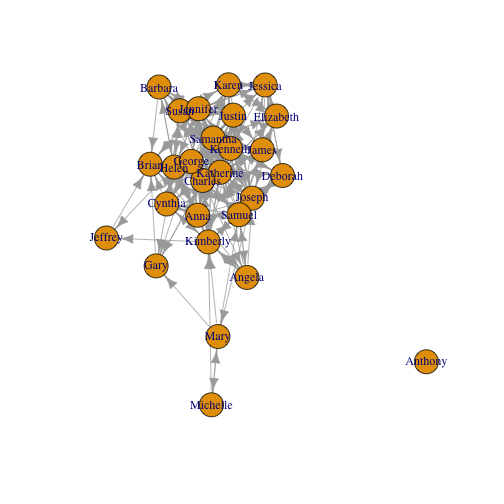 Barbara
Karen
Jessica
Susan
Jennifer
Justin
Elizabeth
Samantha
Kenneth
James
Brian
George
Helen
Katherine
Charles
Deborah
Cynthia
Joseph
Anna
Samuel
Jeffrey
Kimberly
Gary
Angela
Mary
Anthony
Michelle